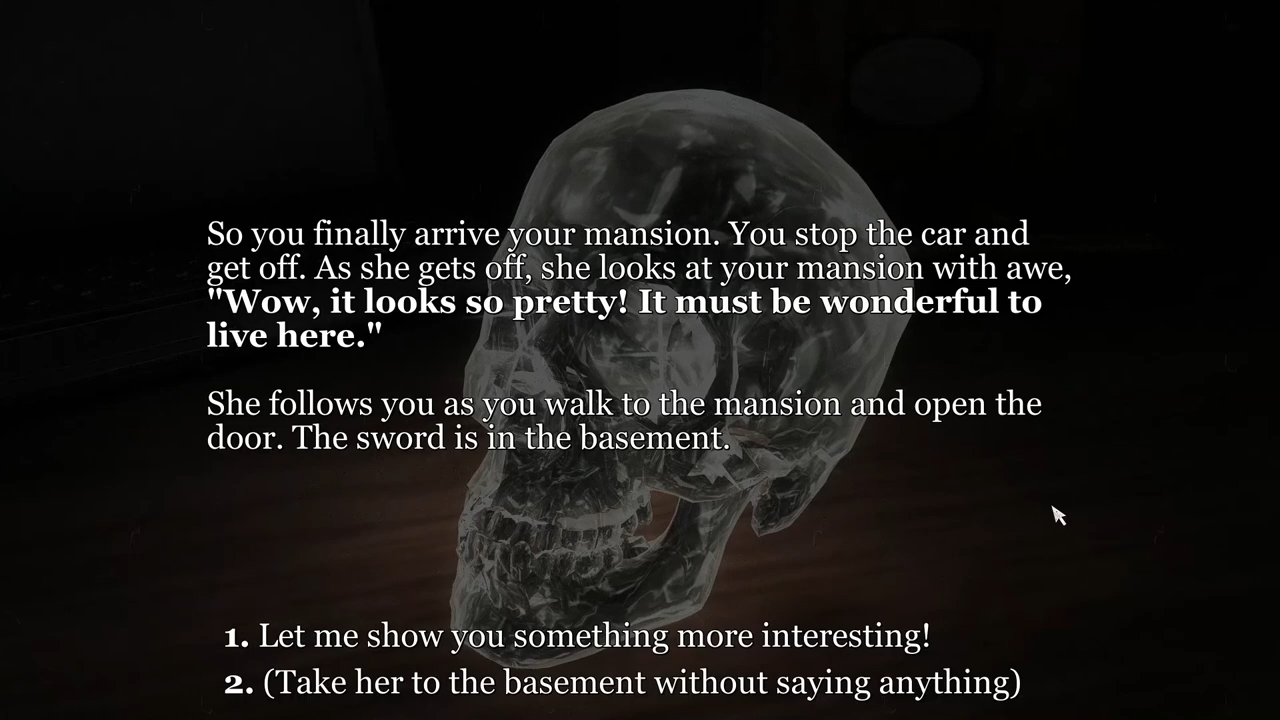 So you finally arrive your mansion. You stop the car and
get off. As she gets off, she looks at your mansion with awe,
"Wow, it looks so pretty! It must be wonderful to
live here."
She follows you as you walk to the mansion and open the
door. The sword is in the basement.
1. Let me show you something more interesting!
2. (Take her to the basement without saying anything)